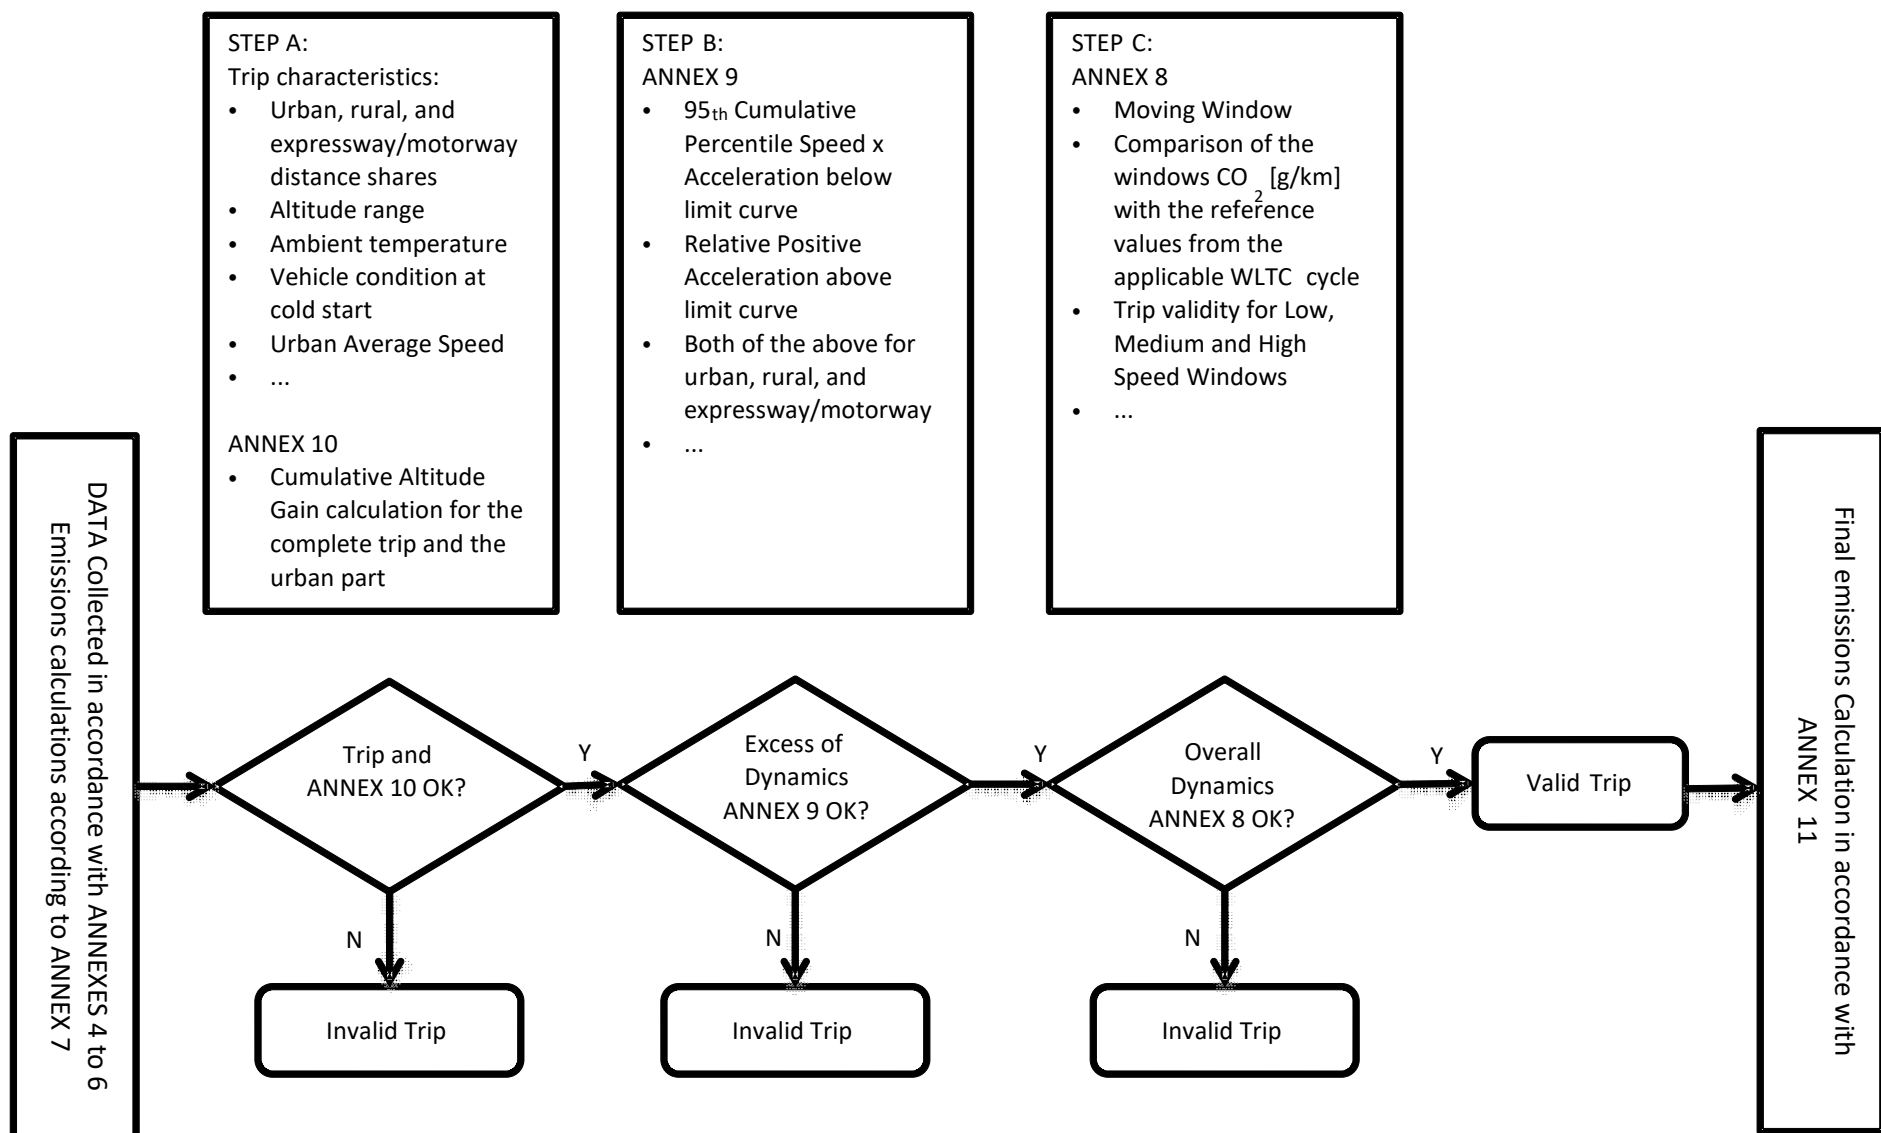 STEP A:
Trip characteristics:
• Urban, rural, and
expressway/motorway
distance shares
• Altitude range
• Ambient temperature
• Vehicle condition at
cold start
• Urban Average Speed
• ...
ANNEX 10
• Cumulative Altitude
Gain calculation for the
complete trip and the
urban part
STEP B:
ANNEX 9
• 95th Cumulative
Percentile Speed x
Acceleration below
limit curve
• Relative Positive
Acceleration above
limit curve
• Both of the above for
urban, rural, and
expressway/motorway
• ...
STEP C:
ANNEX 8
• Moving Window
• Comparison of the
windows CO2 [g/km]
with the reference
values from the
applicable WLTC cycle
• Trip validity for Low,
Medium and High
Speed Windows
• ...
DATA Collected in accordance with ANNEXES 4 to 6
Emissions calculations according to ANNEX 7
Trip and
ANNEX 10 OK?
Y
N
Invalid Trip
Excess of
Dynamics
ANNEX 9 OK?
Y
N
Invalid Trip
Overall
Dynamics
ANNEX 8 OK?
Y
N
Invalid Trip
Valid Trip
Final emissions Calculation in accordance with
ANNEX 11